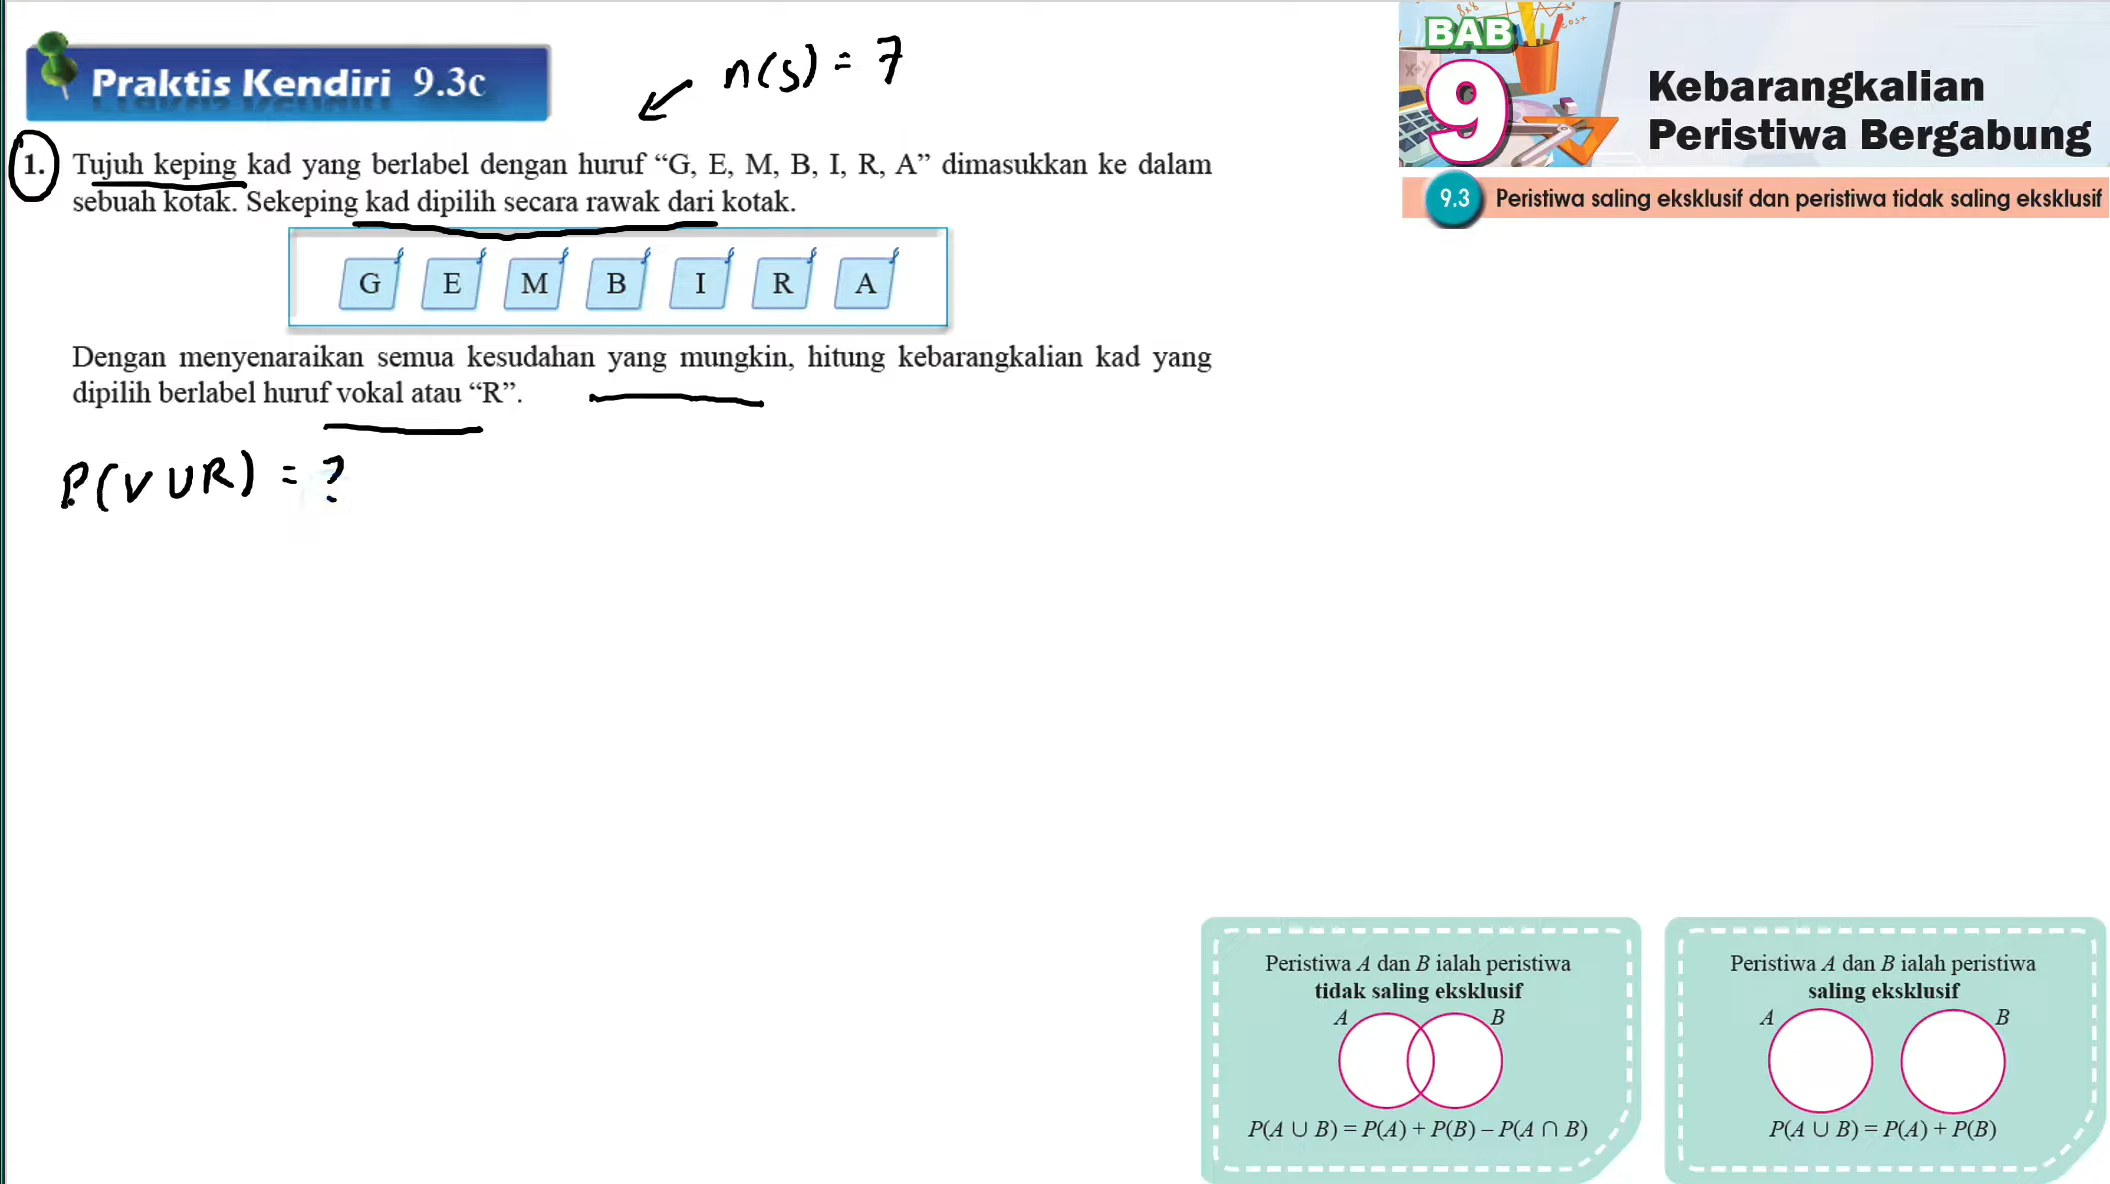 Praktis Kendiri 9.3c
n(s) = 7
1. Tujuh keping kad yang berlabel dengan huruf “G, E, M, B, I, R, A” dimasukkan ke dalam
sebuah kotak. Sekeping kad dipilih secara rawak dari kotak.
G E M B I R A
Dengan menyenaraikan semua kesudahan yang mungkin, hitung kebarangkalian kad yang
dipilih berlabel huruf vokal atau “R”.
P(V ∪ R) = ?
BAB
9
Kebarangkalian
Peristiwa Bergabung
9.3 Peristiwa saling eksklusif dan peristiwa tidak saling eksklusif
Peristiwa A dan B ialah peristiwa
tidak saling eksklusif
A B
P(A ∪ B) = P(A) + P(B) – P(A ∩ B)
Peristiwa A dan B ialah peristiwa
saling eksklusif
A B
P(A ∪ B) = P(A) + P(B)